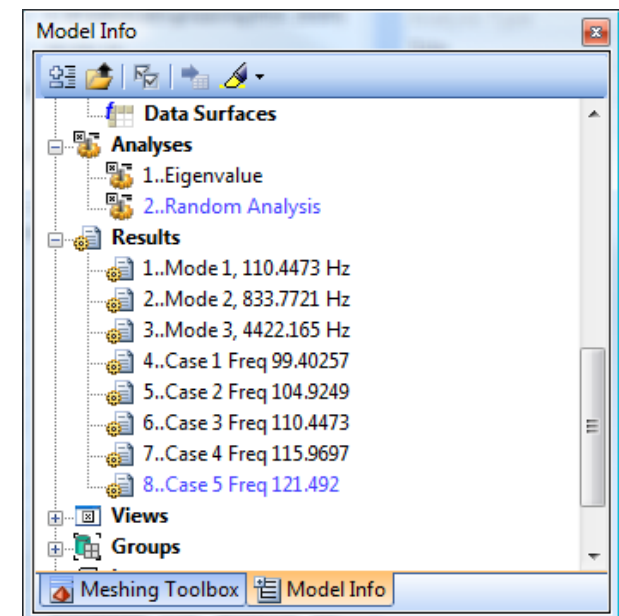 Model Info
Data Surfaces
Analyses
1..Eigenvalue
2..Random Analysis
Results
1..Mode 1, 110.4473 Hz
2..Mode 2, 833.7721 Hz
3..Mode 3, 4422.165 Hz
4..Case 1 Freq 99.40257
5..Case 2 Freq 104.9249
6..Case 3 Freq 110.4473
7..Case 4 Freq 115.9697
8..Case 5 Freq 121.492
Views
Groups
Meshing Toolbox Model Info